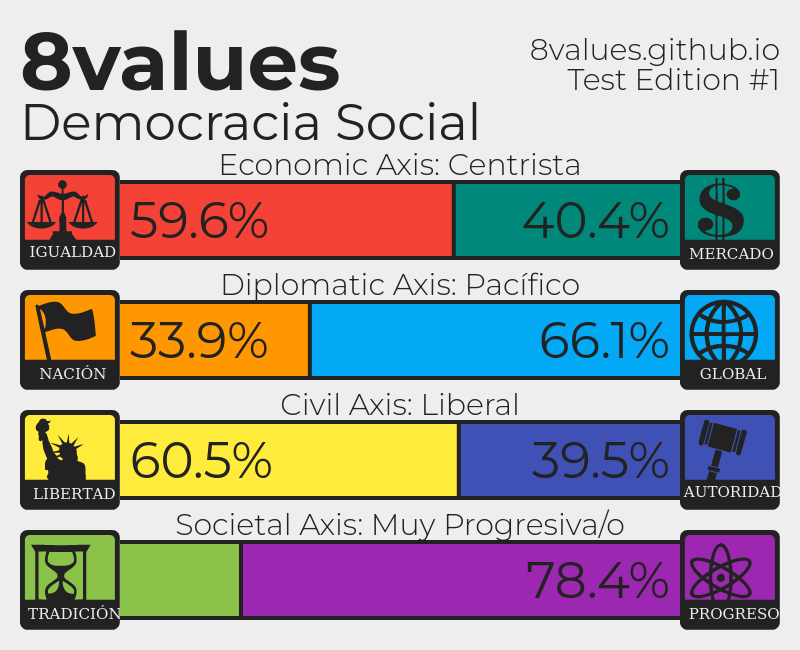 8values
8values.github.io
Test Edition #1
Democracia Social
Economic Axis: Centrista
IGUALDAD
59.6%
40.4%
MERCADO
Diplomatic Axis: Pacífico
NACIÓN
33.9%
66.1%
GLOBAL
Civil Axis: Liberal
LIBERTAD
60.5%
39.5%
AUTORIDAD
Societal Axis: Muy Progresiva/o
TRADICIÓN
78.4%
PROGRESO